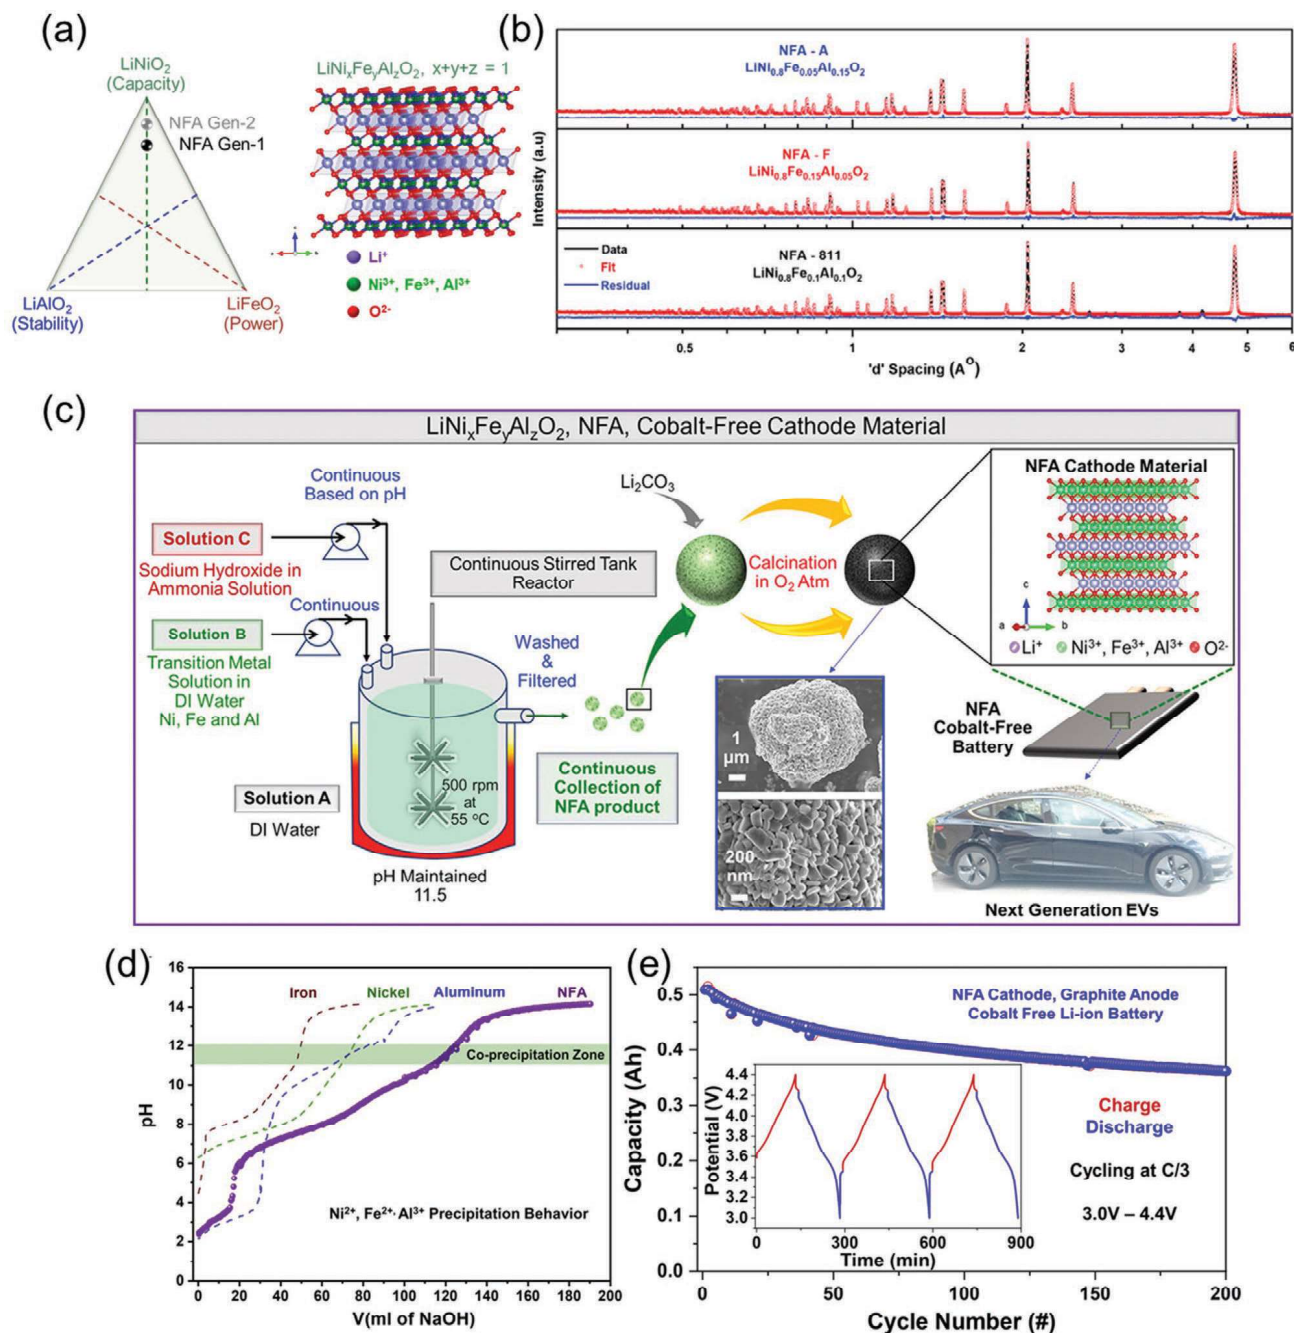 (a)
LiNiO₂
(Capacity)
NFA Gen-2
NFA Gen-1
LiAlO₂
(Stability)
LiFeO₂
(Power)
LiNiₓFeᵧAl_zO₂, x+y+z = 1
Li⁺
Ni³⁺, Fe³⁺, Al³⁺
O²⁻
(b)
Intensity (a.u)
NFA - A
LiNi₀.₈Fe₀.₀₅Al₀.₁₅O₂
NFA - F
LiNi₀.₈Fe₀.₁₅Al₀.₀₅O₂
Data
Fit
Residual
NFA - 811
LiNi₀.₈Fe₀.₁Al₀.₁O₂
0.5 1 2 3 4 5 6
'd' Spacing (A⁰)
(c)
LiNiₓFeᵧAl_zO₂, NFA, Cobalt-Free Cathode Material
Continuous
Based on pH
Solution C
Sodium Hydroxide in
Ammonia Solution
Continuous
Solution B
Transition Metal
Solution in
DI Water
Ni, Fe and Al
Solution A
DI Water
Continuous Stirred Tank
Reactor
500 rpm
at
55 °C
pH Maintained
11.5
Washed
&
Filtered
Continuous
Collection of
NFA product
Li₂CO₃
Calcination
in O₂ Atm
1
µm
200
nm
NFA Cathode Material
c
a
b
Li⁺
Ni³⁺, Fe³⁺, Al³⁺
O²⁻
NFA
Cobalt-Free
Battery
Next Generation EVs
(d)
pH
16
14
12
10
8
6
4
2
0
Iron
Nickel
Aluminum
NFA
Co-precipitation Zone
Ni²⁺, Fe²⁺, Al³⁺ Precipitation Behavior
0 20 40 60 80 100 120 140 160 180 200
V(ml of NaOH)
(e)
Capacity (Ah)
0.5
0.4
0.3
0.2
0.1
0.0
NFA Cathode, Graphite Anode
Cobalt Free Li-ion Battery
Potential (V)
4.4
4.2
4.0
3.8
3.6
3.4
3.2
3.0
0 300 600 900
Time (min)
Charge
Discharge
Cycling at C/3
3.0V – 4.4V
0 50 100 150 200
Cycle Number (#)